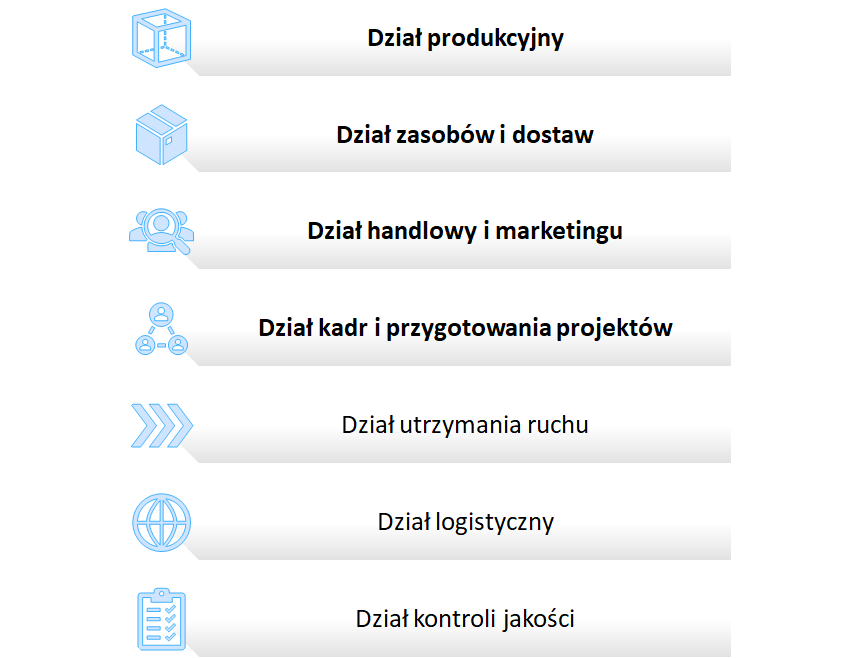 Dział produkcyjny
Dział zasobów i dostaw
Dział handlowy i marketingu
Dział kadr i przygotowania projektów
Dział utrzymania ruchu
Dział logistyczny
Dział kontroli jakości